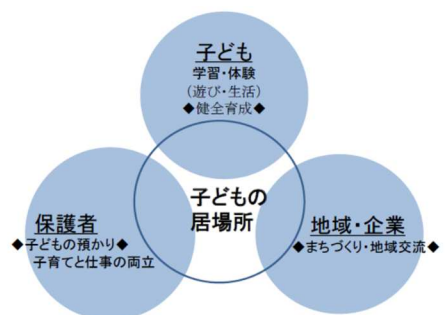 子ども
学習・体験
(遊び・生活)
◆健全育成◆
子どもの
居場所
保護者
◆子どもの預かり◆
子育てと仕事の両立
地域・企業
◆まちづくり・地域交流◆